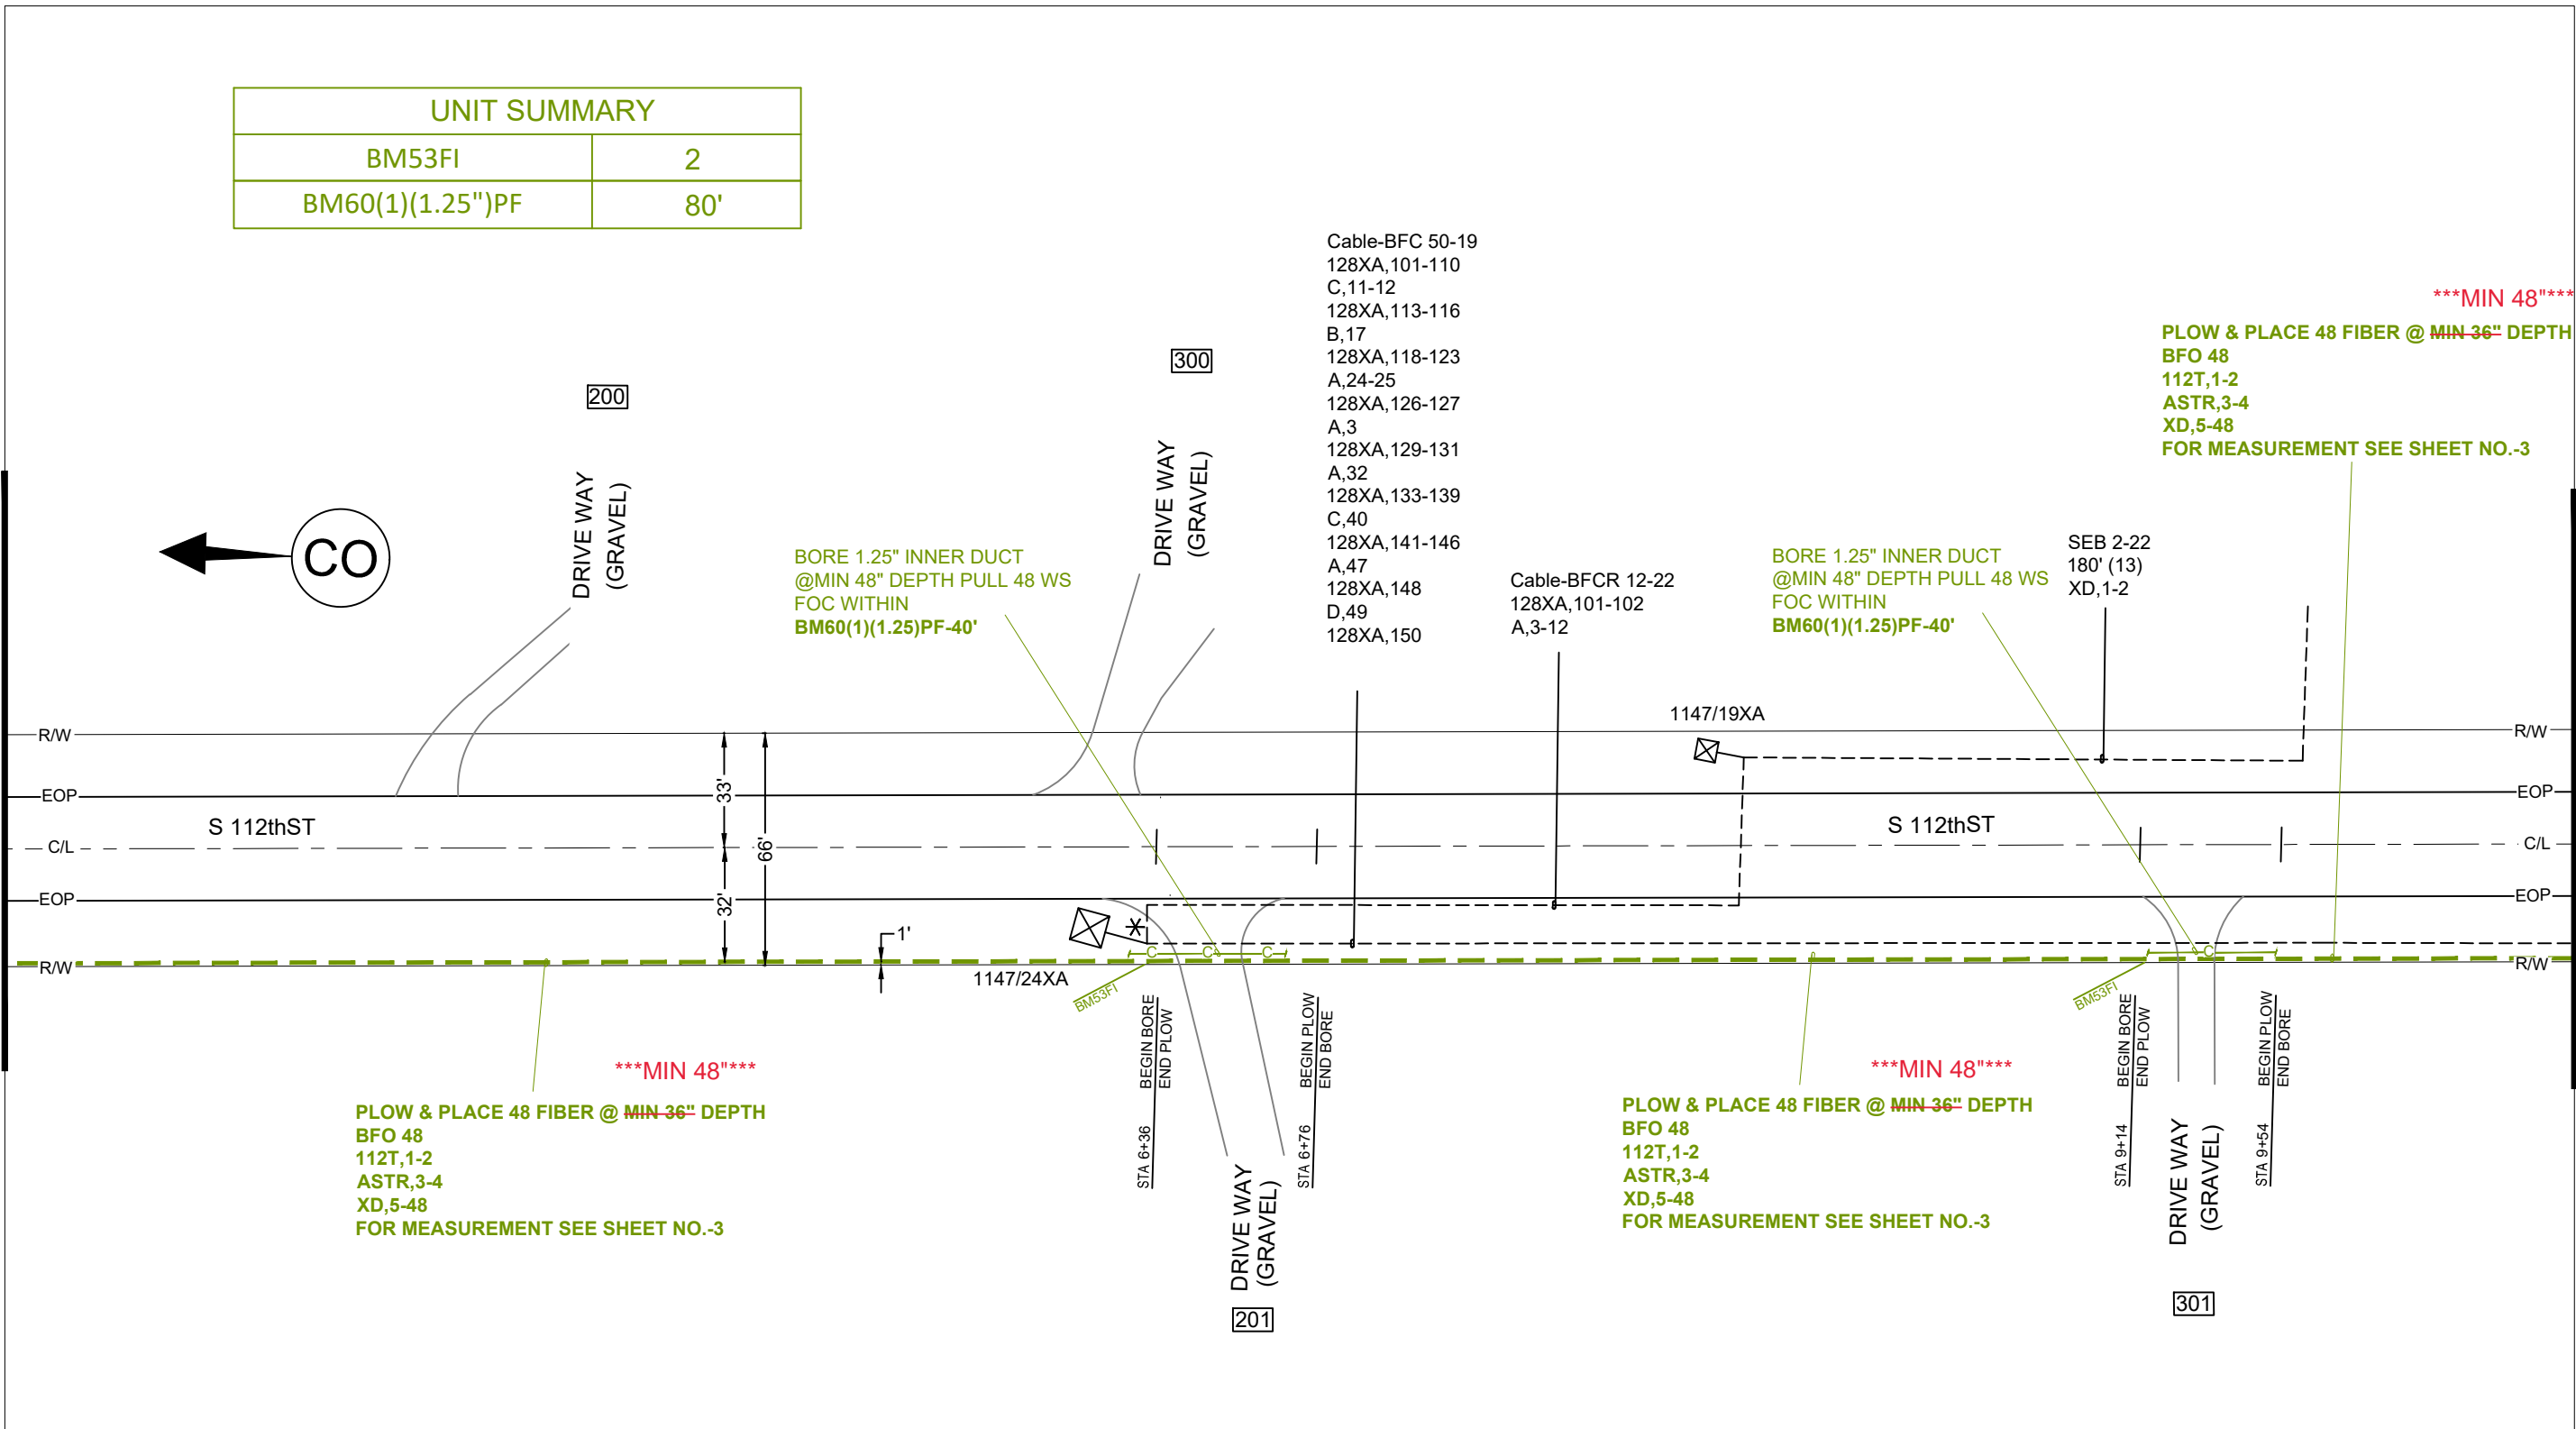 UNIT SUMMARY
BM53FI 2
BM60(1)(1.25")PF 80'
Cable-BFC 50-19
128XA,101-110
C,11-12
128XA,113-116
B,17
128XA,118-123
A,24-25
128XA,126-127
A,3
128XA,129-131
A,32
128XA,133-139
C,40
128XA,141-146
A,47
128XA,148
D,49
128XA,150
***MIN 48"***
PLOW & PLACE 48 FIBER @ MIN 36" DEPTH
BFO 48
112T,1-2
ASTR,3-4
XD,5-48
FOR MEASUREMENT SEE SHEET NO.-3
200
300
DRIVE WAY
(GRAVEL)
DRIVE WAY
(GRAVEL)
CO
BORE 1.25" INNER DUCT
@MIN 48" DEPTH PULL 48 WS
FOC WITHIN
BM60(1)(1.25)PF-40'
Cable-BFCR 12-22
128XA,101-102
A,3-12
BORE 1.25" INNER DUCT
@MIN 48" DEPTH PULL 48 WS
FOC WITHIN
BM60(1)(1.25)PF-40'
SEB 2-22
180' (13)
XD,1-2
1147/19XA
R/W
R/W
EOP
EOP
33'
66'
S 112thST
S 112thST
C/L
C/L
EOP
EOP
32'
1'
C C C
C
R/W
R/W
1147/24XA
BM53FI
BM53FI
STA 6+36 BEGIN BORE
END PLOW
STA 6+76 BEGIN PLOW
END BORE
STA 9+14 BEGIN BORE
END PLOW
STA 9+54 BEGIN PLOW
END BORE
***MIN 48"***
PLOW & PLACE 48 FIBER @ MIN 36" DEPTH
BFO 48
112T,1-2
ASTR,3-4
XD,5-48
FOR MEASUREMENT SEE SHEET NO.-3
***MIN 48"***
PLOW & PLACE 48 FIBER @ MIN 36" DEPTH
BFO 48
112T,1-2
ASTR,3-4
XD,5-48
FOR MEASUREMENT SEE SHEET NO.-3
DRIVE WAY
(GRAVEL)
DRIVE WAY
(GRAVEL)
201
301